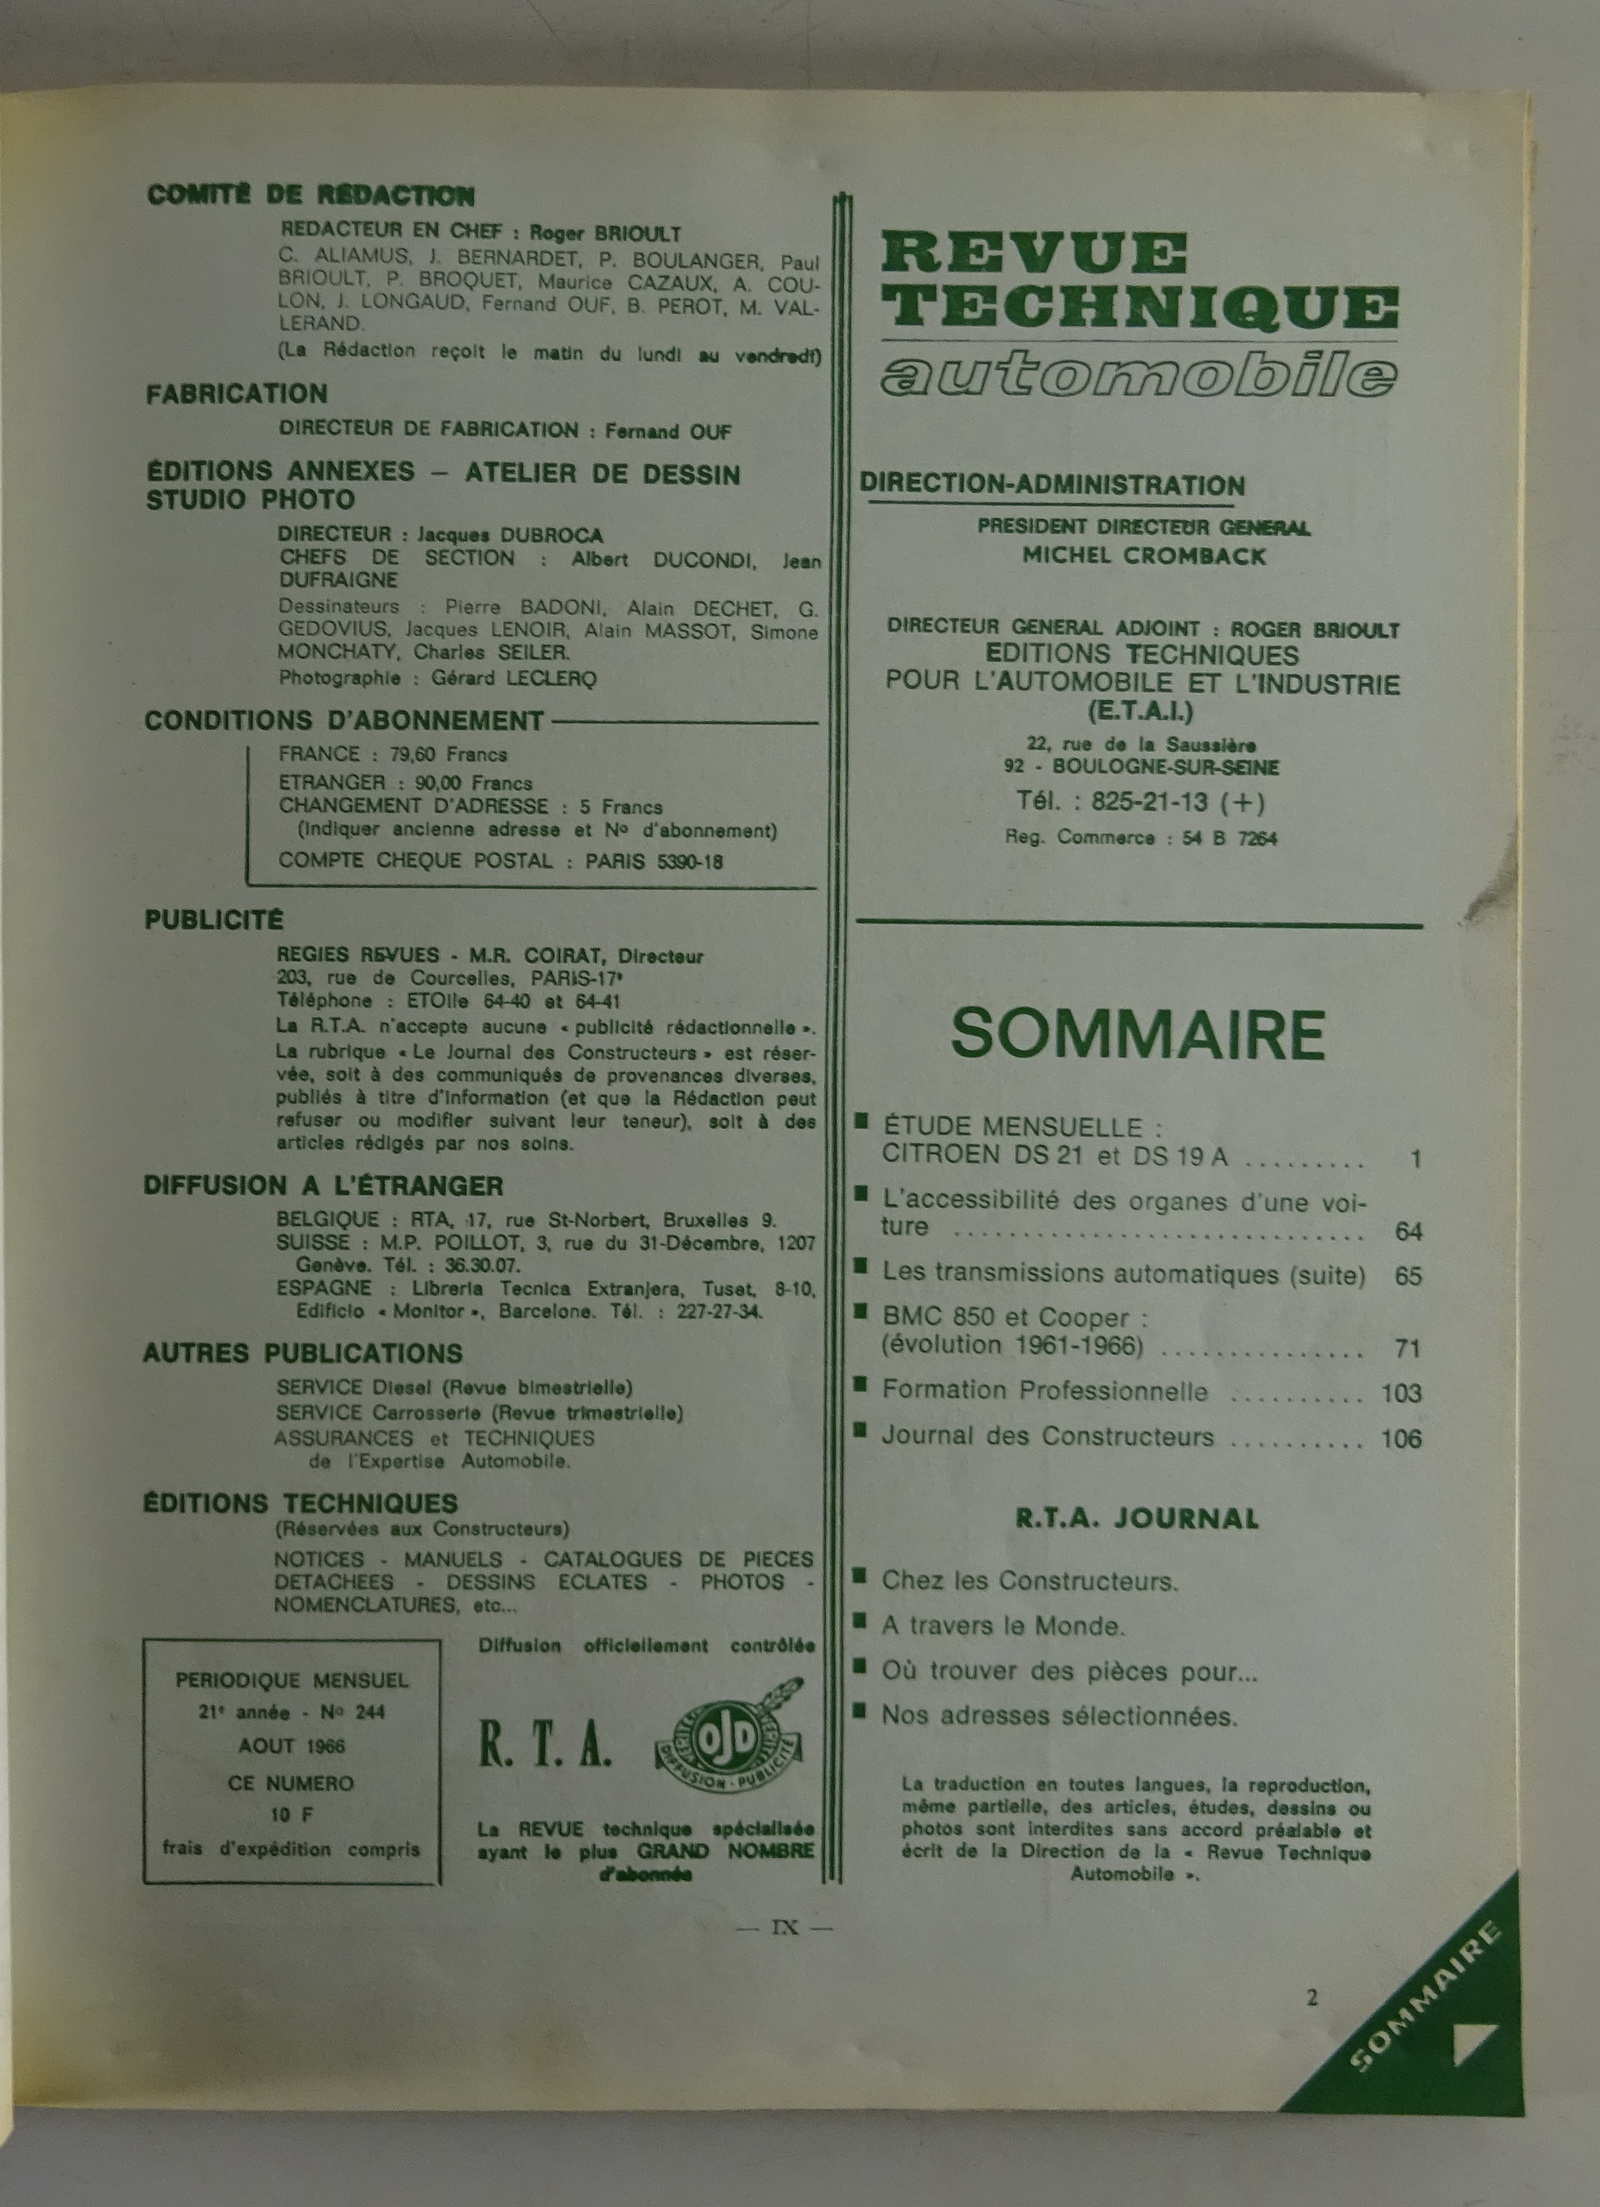 COMITÉ DE RÉDACTION
REDACTEUR EN CHEF : Roger BRIOULT
C. ALIAMUS, J. BERNARDET, P. BOULANGER, Paul
BRIOULT, P. BROQUET, Maurice CAZAUX, A. COU-
LON, J. LONGAUD, Fernand OUF, B. PEROT, M. VAL-
LERAND.
(La Rédaction reçoit le matin du lundi au vendredi)
FABRICATION
DIRECTEUR DE FABRICATION : Fernand OUF
ÉDITIONS ANNEXES — ATELIER DE DESSIN
STUDIO PHOTO
DIRECTEUR : Jacques DUBROCA
CHEFS DE SECTION : Albert DUCONDI, Jean
DUFRAIGNE
Dessinateurs : Pierre BADONI, Alain DECHET, G.
GEDOVIUS, Jacques LENOIR, Alain MASSOT, Simone
MONCHATY, Charles SEILER.
Photographie : Gérard LECLERQ
CONDITIONS D'ABONNEMENT
FRANCE : 79,60 Francs
ETRANGER : 90,00 Francs
CHANGEMENT D'ADRESSE : 5 Francs
(Indiquer ancienne adresse et Nº d'abonnement)
COMPTE CHEQUE POSTAL : PARIS 5390-18
PUBLICITÉ
REGIES REVUES - M.R. COIRAT, Directeur
203, rue de Courcelles, PARIS-17e
Téléphone : ETOile 64-40 et 64-41
La R.T.A. n'accepte aucune « publicité rédactionnelle ».
La rubrique « Le Journal des Constructeurs » est réser-
vée, soit à des communiqués de provenances diverses,
publiés à titre d'information (et que la Rédaction peut
refuser ou modifier suivant leur teneur), soit à des
articles rédigés par nos soins.
DIFFUSION A L'ÉTRANGER
BELGIQUE : RTA, 17, rue St-Norbert, Bruxelles 9.
SUISSE : M.P. POILLOT, 3, rue du 31-Décembre, 1207
Genève. Tél. : 36.30.07.
ESPAGNE : Libreria Tecnica Extranjera, Tuset, 8-10,
Edificio « Monitor », Barcelone. Tél. : 227-27-34.
AUTRES PUBLICATIONS
SERVICE Diesel (Revue bimestrielle)
SERVICE Carrosserie (Revue trimestrielle)
ASSURANCES et TECHNIQUES
de l'Expertise Automobile.
ÉDITIONS TECHNIQUES
(Réservées aux Constructeurs)
NOTICES - MANUELS - CATALOGUES DE PIECES
DETACHEES - DESSINS ECLATES - PHOTOS -
NOMENCLATURES, etc...
PERIODIQUE MENSUEL
21e année - Nº 244
AOUT 1966
CE NUMERO
10 F
frais d'expédition compris
Diffusion officiellement contrôlée
R. T. A.
OJD
DIFFUSION - PUBLICITÉ
La REVUE technique spécialisée
ayant le plus GRAND NOMBRE
d'abonnés
REVUE
TECHNIQUE
automobile
DIRECTION-ADMINISTRATION
PRESIDENT DIRECTEUR GENERAL
MICHEL CROMBACK
DIRECTEUR GENERAL ADJOINT : ROGER BRIOULT
EDITIONS TECHNIQUES
POUR L'AUTOMOBILE ET L'INDUSTRIE
(E.T.A.I.)
22, rue de la Saussière
92 - BOULOGNE-SUR-SEINE
Tél. : 825-21-13 (+)
Reg. Commerce : 54 B 7264
SOMMAIRE
■ ÉTUDE MENSUELLE :
CITROEN DS 21 et DS 19 A ......... 1
■ L'accessibilité des organes d'une voi-
ture .............................. 64
■ Les transmissions automatiques (suite) 65
■ BMC 850 et Cooper :
(évolution 1961-1966) ............... 71
■ Formation Professionnelle .......... 103
■ Journal des Constructeurs .......... 106
R.T.A. JOURNAL
■ Chez les Constructeurs.
■ A travers le Monde.
■ Où trouver des pièces pour...
■ Nos adresses sélectionnées.
La traduction en toutes langues, la reproduction,
même partielle, des articles, études, dessins ou
photos sont interdites sans accord préalable et
écrit de la Direction de la « Revue Technique
Automobile ».
— IX —
2
SOMMAIRE